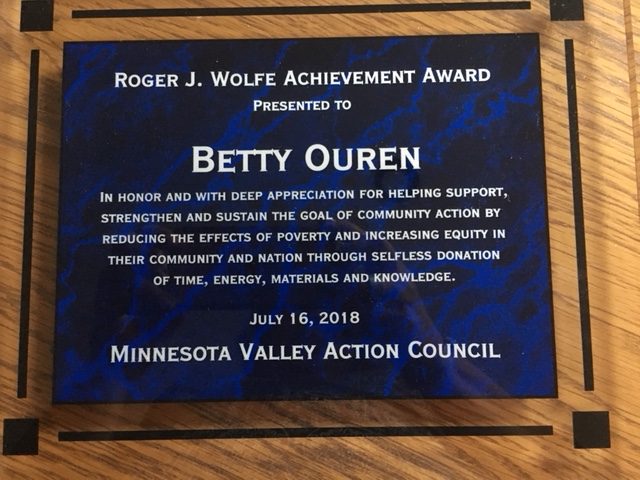 ROGER J. WOLFE ACHIEVEMENT AWARD
PRESENTED TO
BETTY OUREN
IN HONOR AND WITH DEEP APPRECIATION FOR HELPING SUPPORT,
STRENGTHEN AND SUSTAIN THE GOAL OF COMMUNITY ACTION BY
REDUCING THE EFFECTS OF POVERTY AND INCREASING EQUITY IN
THEIR COMMUNITY AND NATION THROUGH SELFLESS DONATION
OF TIME, ENERGY, MATERIALS AND KNOWLEDGE.
JULY 16, 2018
MINNESOTA VALLEY ACTION COUNCIL